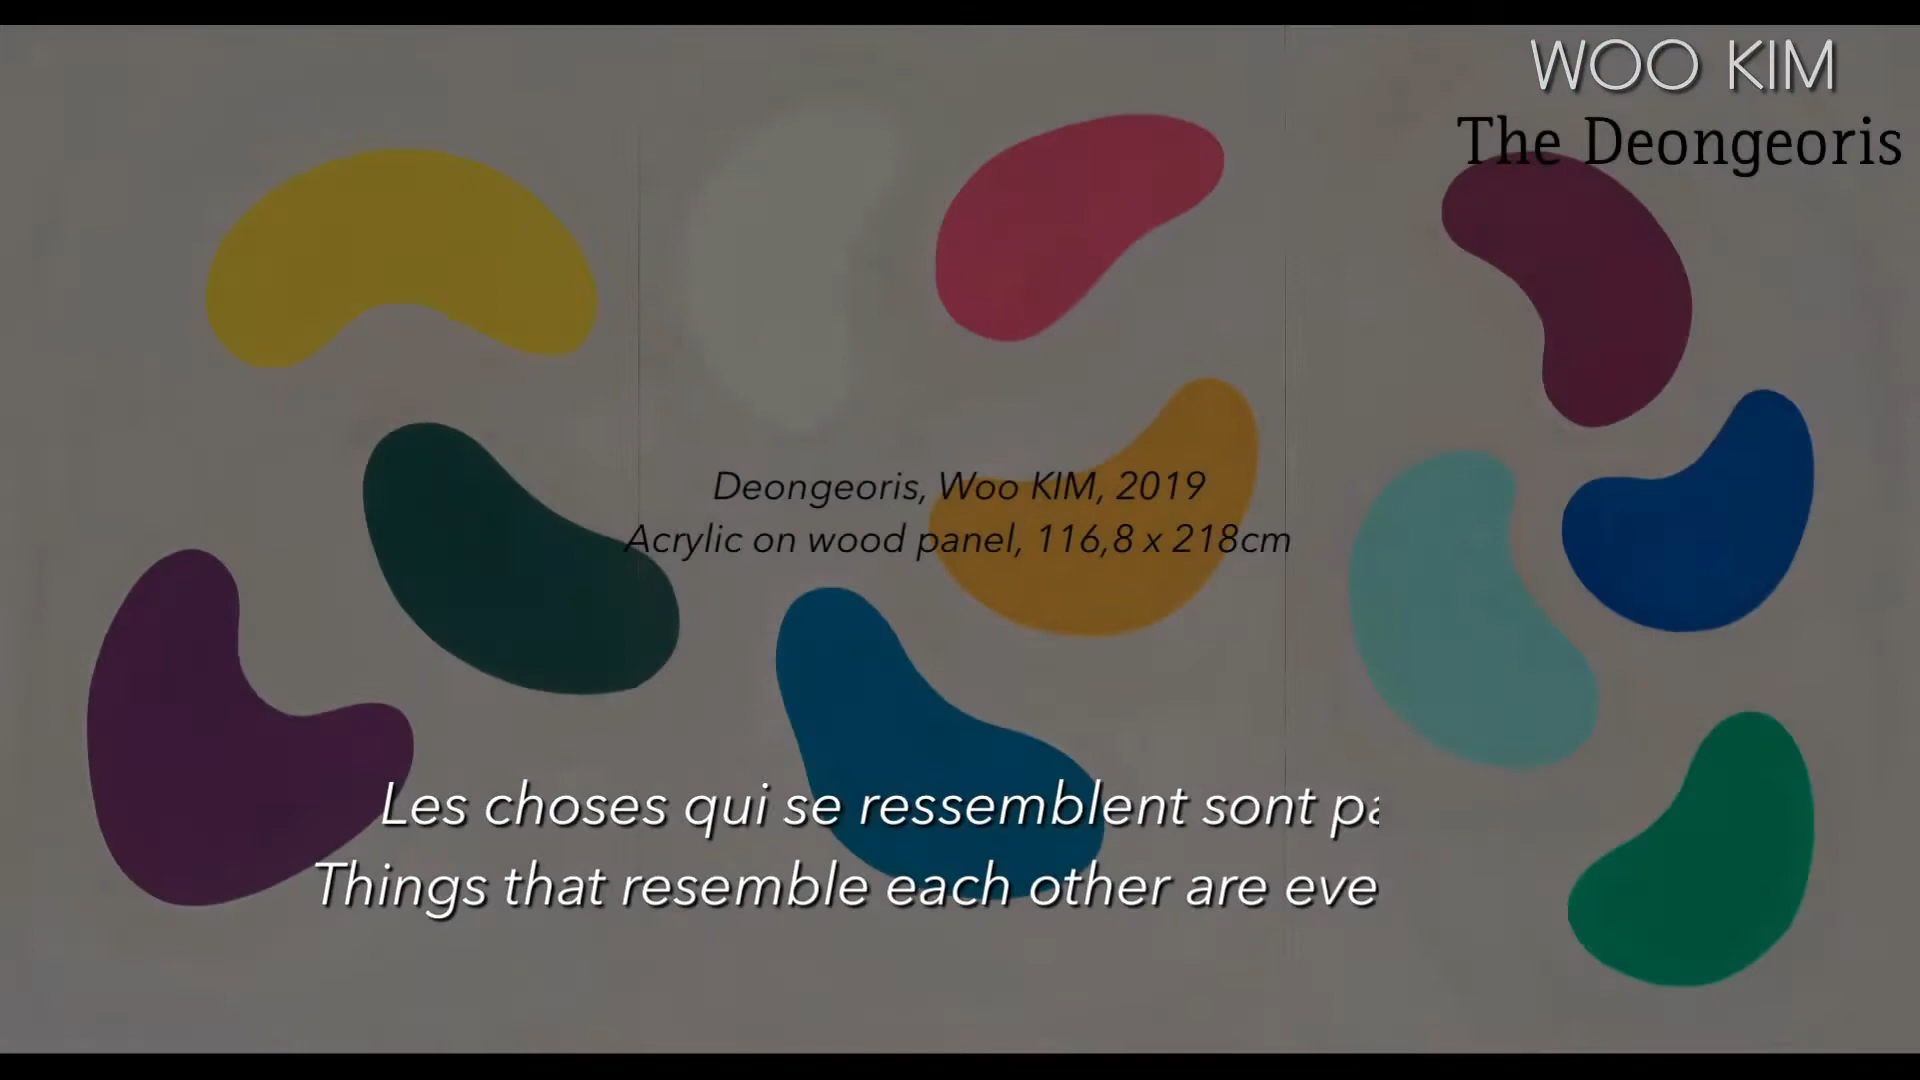 WOO KIM
The Deongeoris
Deongeoris, Woo KIM, 2019
Acrylic on wood panel, 116,8 x 218cm
Les choses qui se ressemblent sont
Things that resemble each other are